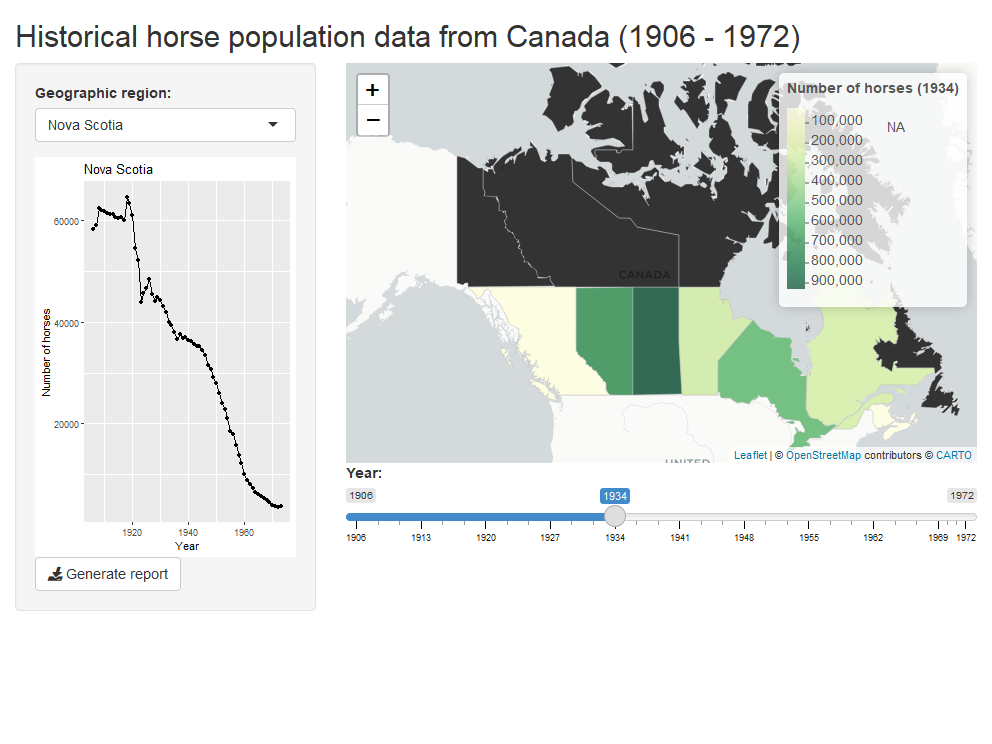 Historical horse population data from Canada (1906 - 1972)
Geographic region:
Nova Scotia
Nova Scotia
60000
40000
20000
Number of horses
1920 1940 1960
Year
Generate report
+
−
Number of horses (1934)
100,000
200,000
300,000
400,000
500,000
600,000
700,000
800,000
900,000
NA
CANADA
UNITED
Leaflet | © OpenStreetMap contributors © CARTO
Year:
1906 1934 1972
1906 1913 1920 1927 1934 1941 1948 1955 1962 1969 1972